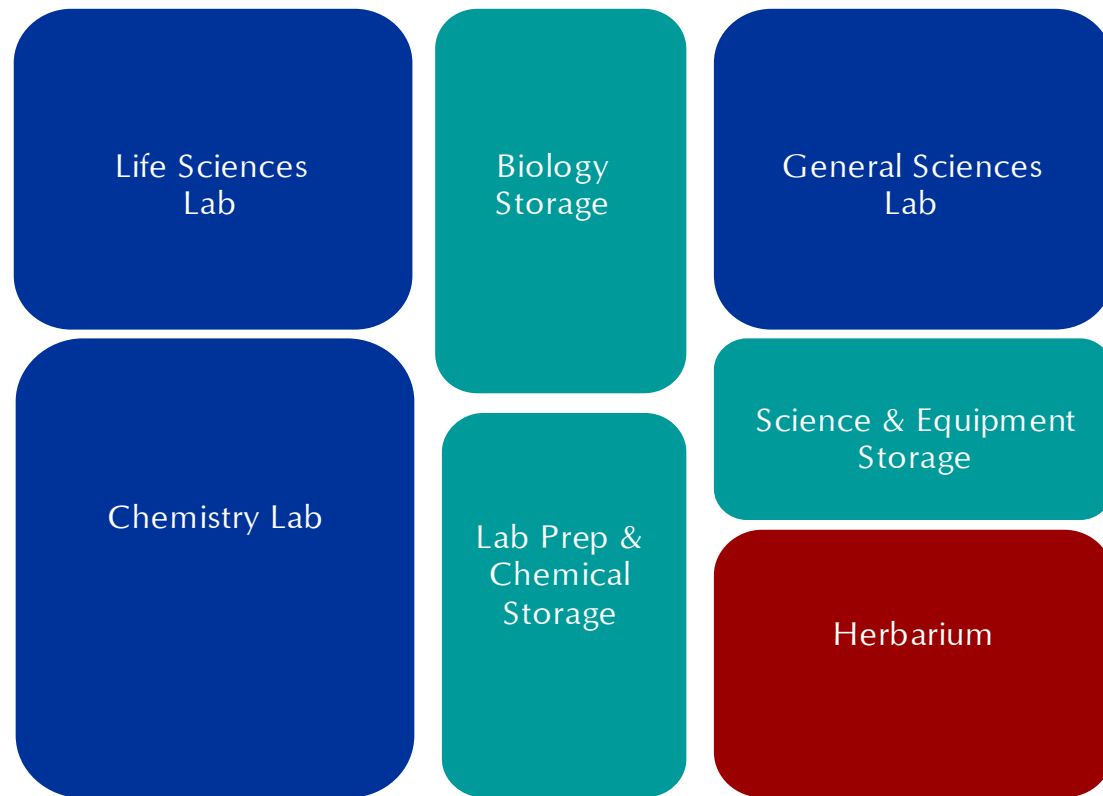 Life Sciences
Lab
Biology
Storage
General Sciences
Lab
Chemistry Lab
Lab Prep &
Chemical
Storage
Science & Equipment
Storage
Herbarium